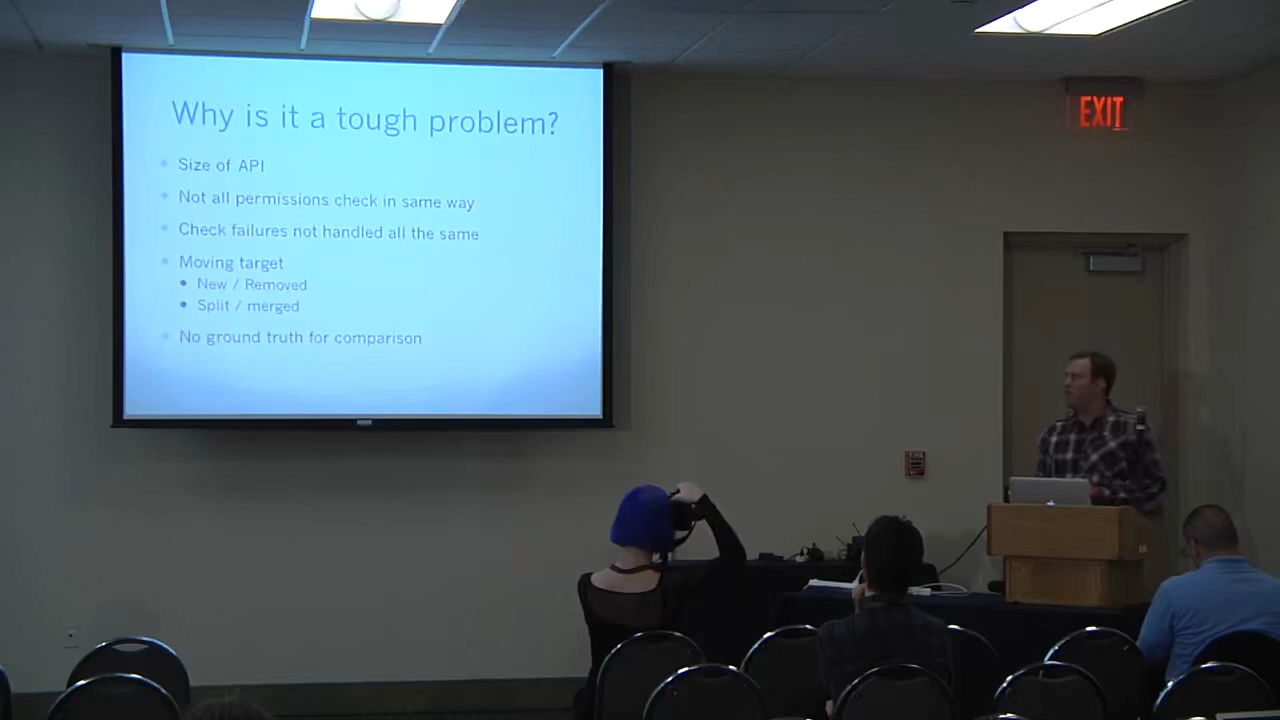 Why is it a tough problem?
Size of API
Not all permissions check in same way
Check failures not handled all the same
Moving target
New / Removed
Split / merged
No ground truth for comparison
EXIT